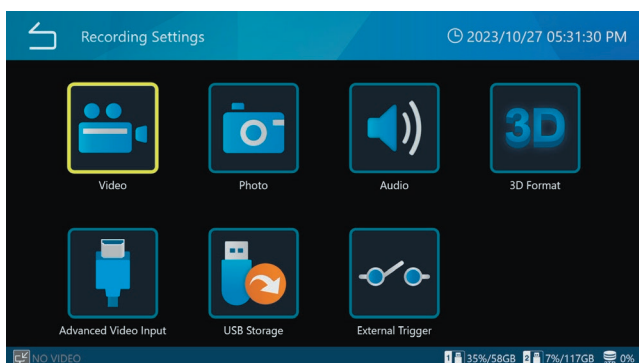 Recording Settings
2023/10/27 05:31:30 PM
3D
Video
Photo
Audio
3D Format
Advanced Video Input
USB Storage
External Trigger
NO VIDEO
1 35%/58GB 2 7%/117GB 0%